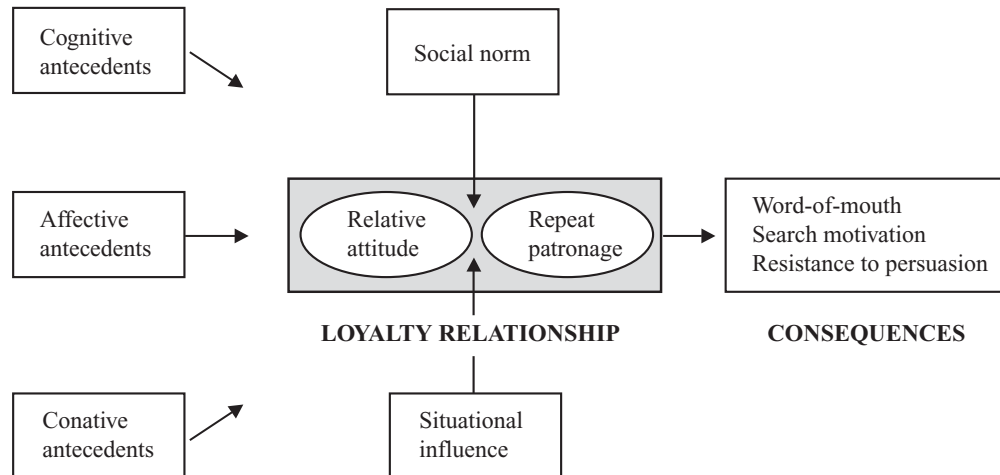 Cognitive
antecedents
Social norm
Affective
antecedents
Relative
attitude
Repeat
patronage
Word-of-mouth
Search motivation
Resistance to persuasion
LOYALTY RELATIONSHIP
CONSEQUENCES
Conative
antecedents
Situational
influence